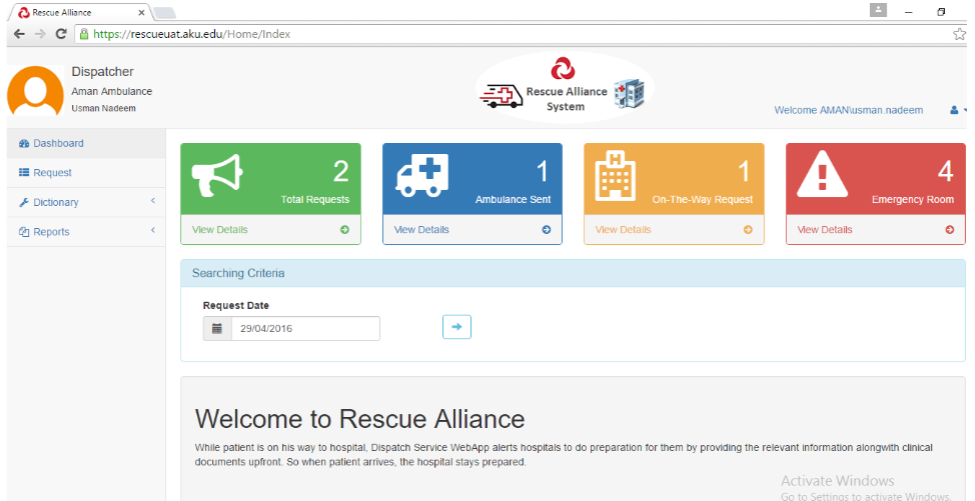 Rescue Alliance
https://rescueuat.aku.edu/Home/Index
Dispatcher
Aman Ambulance
Usman Nadeem
Rescue Alliance
System
Welcome AMAN\usman.nadeem
Dashboard
Request
Dictionary
Reports
2
Total Requests
View Details
1
Ambulance Sent
View Details
1
On-The-Way Request
View Details
4
Emergency Room
View Details
Searching Criteria
Request Date
29/04/2016
Welcome to Rescue Alliance
While patient is on his way to hospital, Dispatch Service WebApp alerts hospitals to do preparation for them by providing the relevant information alongwith clinical
documents upfront. So when patient arrives, the hospital stays prepared.
Activate Windows
Go to Settings to activate Windows.